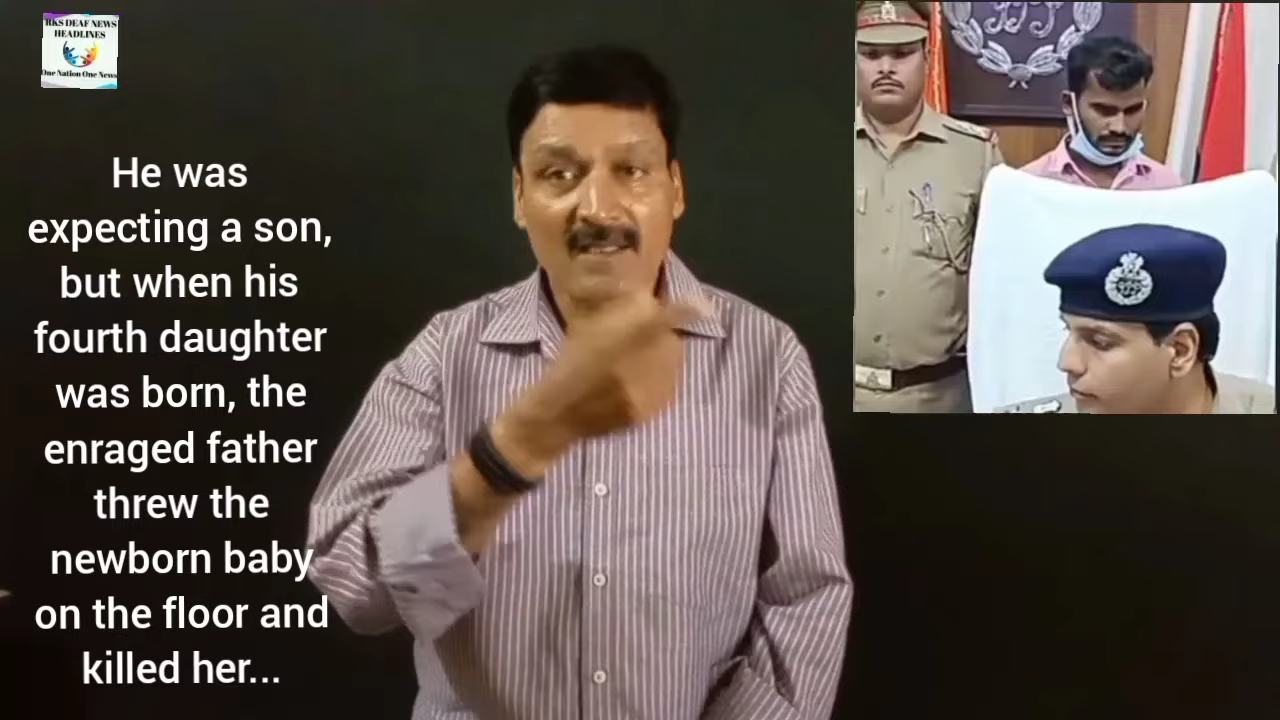 RKS DEAF NEWS
HEADLINES
One Nation One News
He was
expecting a son,
but when his
fourth daughter
was born, the
enraged father
threw the
newborn baby
on the floor and
killed her...